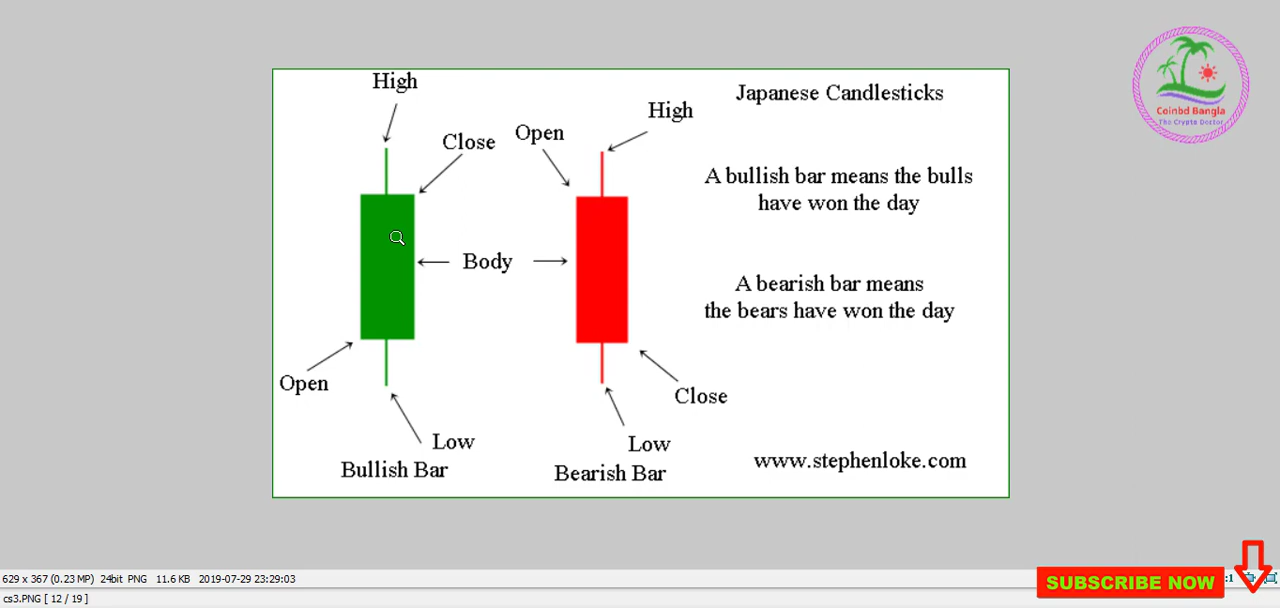 High
Close
Open
High
Japanese Candlesticks
A bullish bar means the bulls
have won the day
Body
A bearish bar means
the bears have won the day
Open
Close
Low
Low
Bullish Bar
Bearish Bar
www.stephenloke.com
Coinbd Bangla
The Crypto Doctor
629 x 367 (0.23 MP) 24bit PNG 11.6 KB 2019-07-29 23:29:03
cs3.PNG [ 12 / 19 ]
SUBSCRIBE NOW
:1